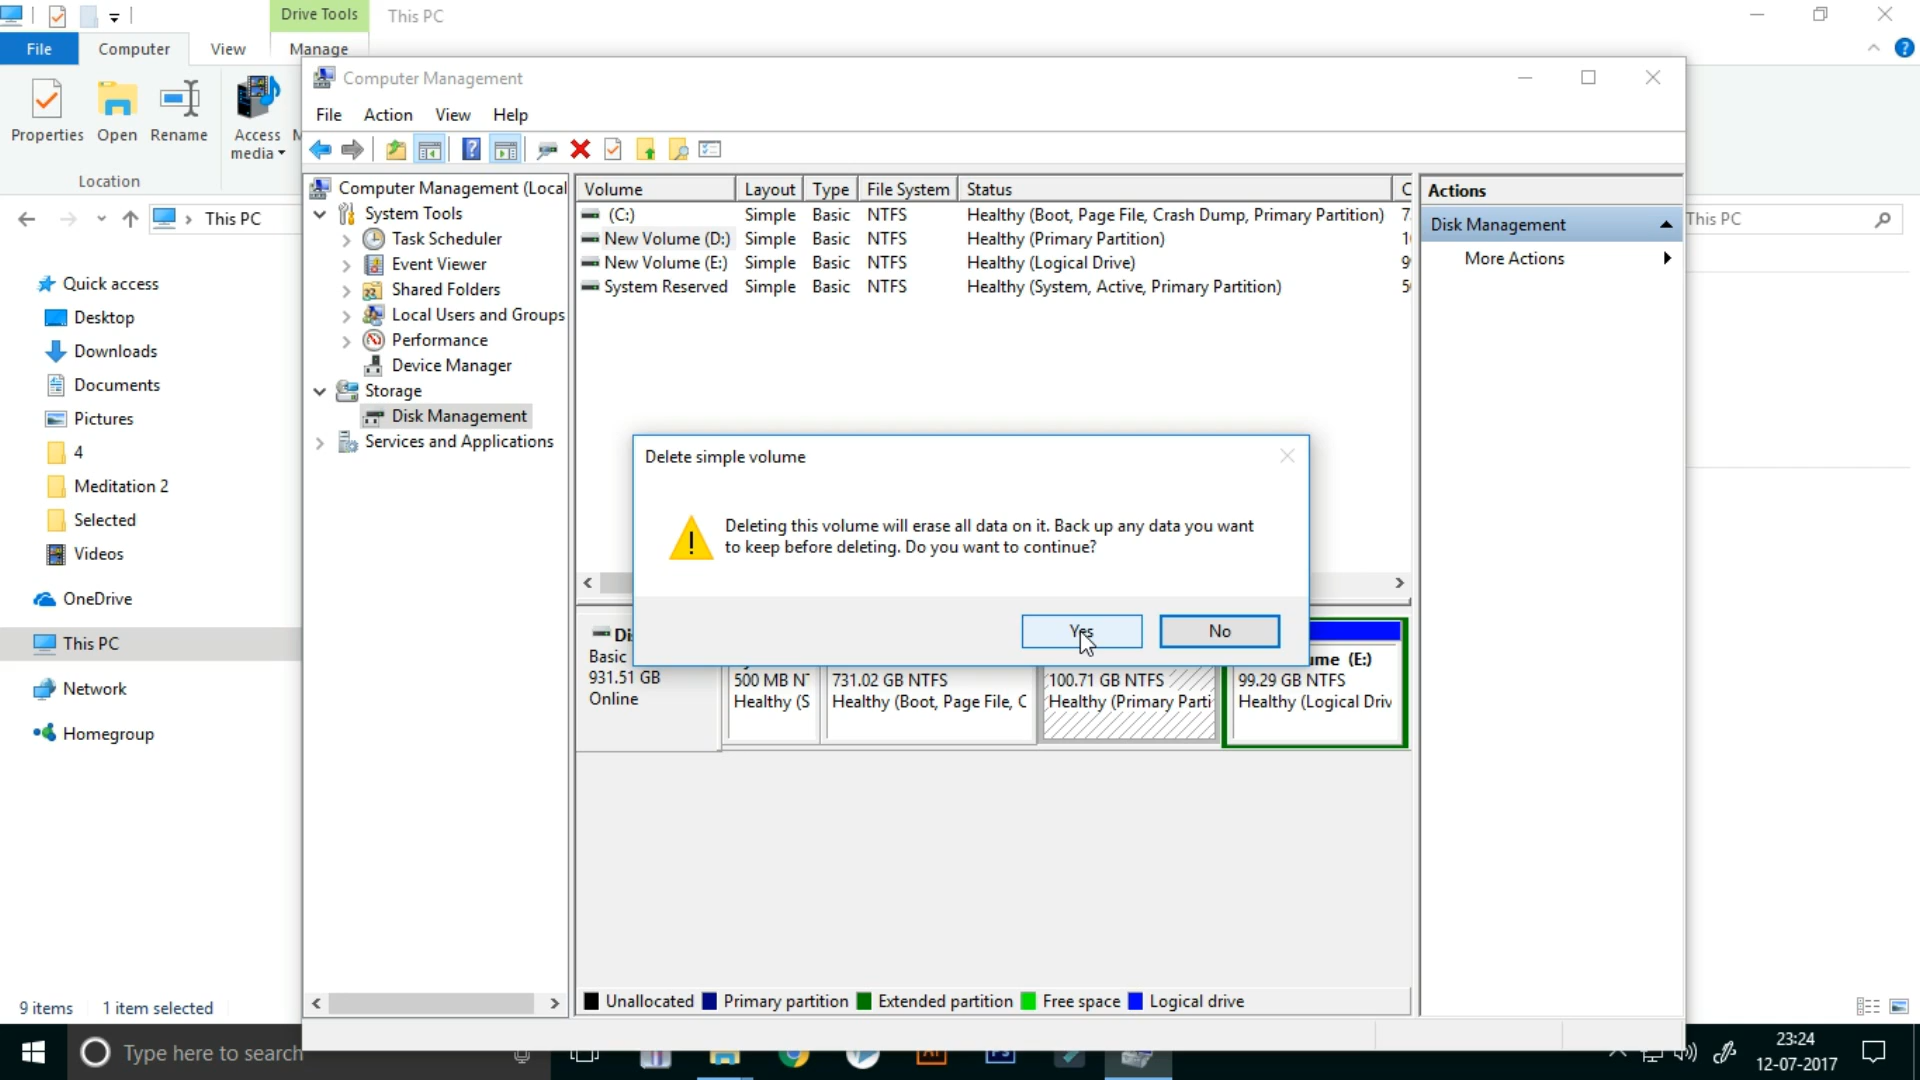 Drive Tools
This PC
File
Computer
View
Manage
Properties
Open
Rename
Access
media
Location
This PC
This PC
Quick access
Desktop
Downloads
Documents
Pictures
4
Meditation 2
Selected
Videos
OneDrive
This PC
Network
Homegroup
9 items
1 item selected
Computer Management
File
Action
View
Help
Computer Management (Local
System Tools
Task Scheduler
Event Viewer
Shared Folders
Local Users and Groups
Performance
Device Manager
Storage
Disk Management
Services and Applications
Volume Layout Type File System Status C
(C:) Simple Basic NTFS Healthy (Boot, Page File, Crash Dump, Primary Partition) 7
New Volume (D:) Simple Basic NTFS Healthy (Primary Partition) 1
New Volume (E:) Simple Basic NTFS Healthy (Logical Drive) 9
System Reserved Simple Basic NTFS Healthy (System, Active, Primary Partition) 5
Actions
Disk Management
More Actions
Delete simple volume
Deleting this volume will erase all data on it. Back up any data you want
to keep before deleting. Do you want to continue?
Yes
No
Di
Basic
931.51 GB
Online
500 MB NT
Healthy (S
731.02 GB NTFS
Healthy (Boot, Page File, C
100.71 GB NTFS
Healthy (Primary Parti
ume (E:)
99.29 GB NTFS
Healthy (Logical Driv
Unallocated
Primary partition
Extended partition
Free space
Logical drive
Type here to search
23:24
12-07-2017